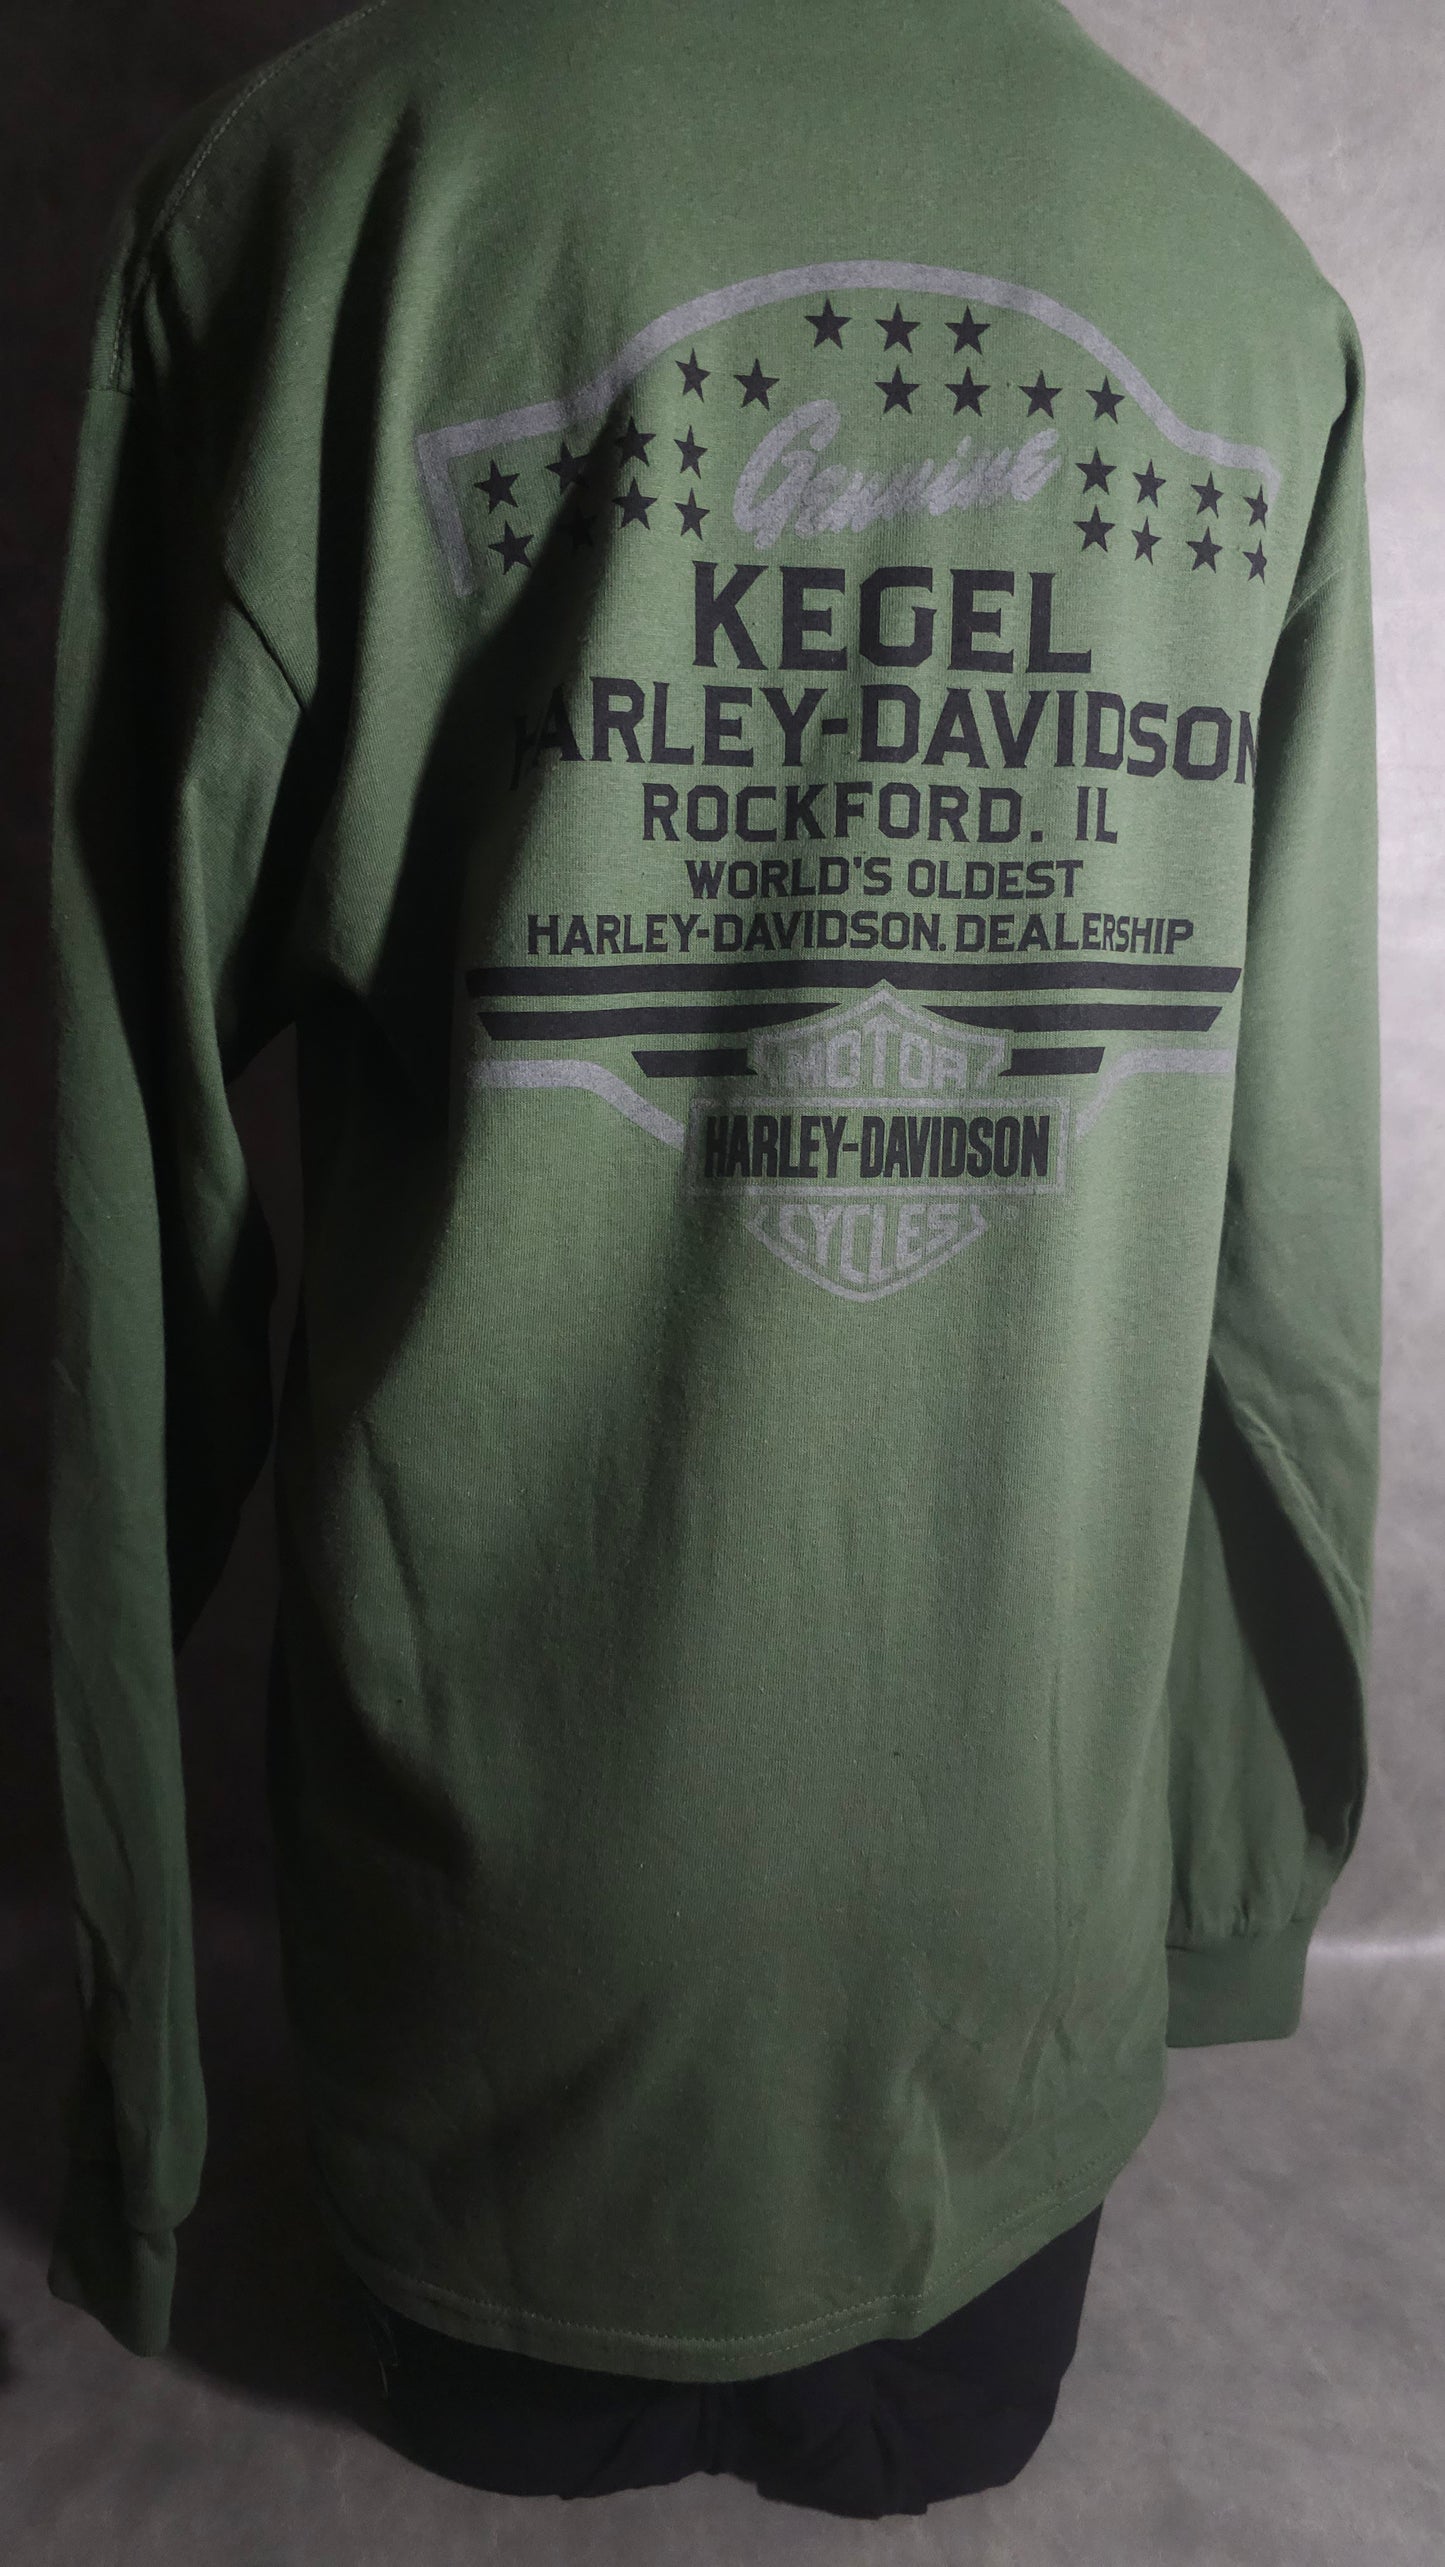 Genuine
KEGEL
HARLEY-DAVIDSON
ROCKFORD. IL
WORLD'S OLDEST
HARLEY-DAVIDSON. DEALERSHIP
MOTOR
HARLEY-DAVIDSON
CYCLES